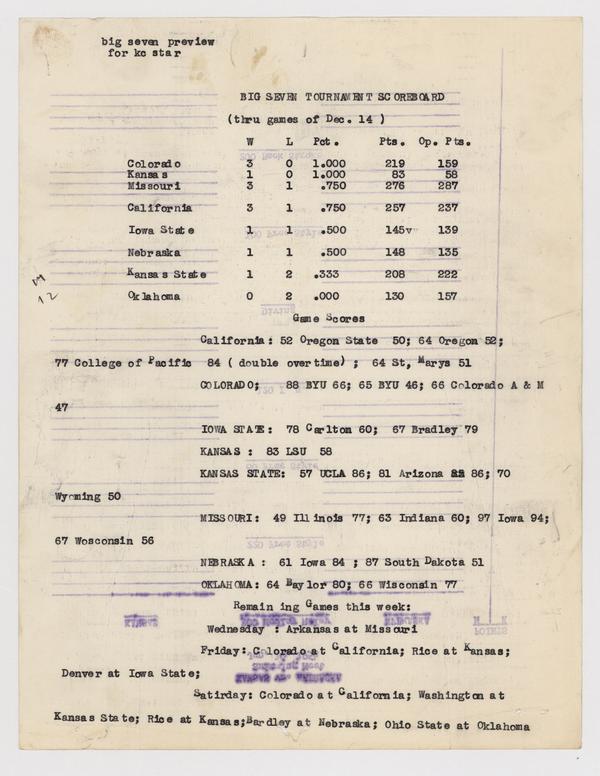 big seven preview
for kc star
BIG SEVEN TOURNAMENT SCOREBOARD
(thru games of Dec. 14 )
W L Pct. Pts. Op. Pts.
Colorado 3 0 1.000 219 159
Kansas 1 0 1.000 83 58
Missouri 3 1 .750 276 287
California 3 1 .750 257 237
Iowa State 1 1 .500 145v 139
Nebraska 1 1 .500 148 135
Kansas State 1 2 .333 208 222
Oklahoma 0 2 .000 130 157
12
Game Scores
California: 52 Oregon State 50; 64 Oregon 52;
77 College of Pacific 84 ( double overtime) ; 64 St, Marys 51
COLORADO; 88 BYU 66; 65 BYU 46; 66 Colorado A & M
47
IOWA STATE: 78 Carlton 60; 67 Bradley 79
KANSAS : 83 LSU 58
KANSAS STATE: 57 UCLA 86; 81 Arizona 86; 70
Wyoming 50
MISSOURI: 49 Illinois 77; 63 Indiana 60; 97 Iowa 94;
67 Wosconsin 56
NEBRASKA : 61 Iowa 84 ; 87 South Dakota 51
OKLAHOMA: 64 Baylor 80; 66 Wisconsin 77
Remain ing Games this week:
Wednesday : Arkansas at Missouri
Friday: Colorado at California; Rice at Kansas;
Denver at Iowa State;
Satirday: Colorado at California; Washington at
Kansas State; Rice at Kansas;Bardley at Nebraska; Ohio State at Oklahoma